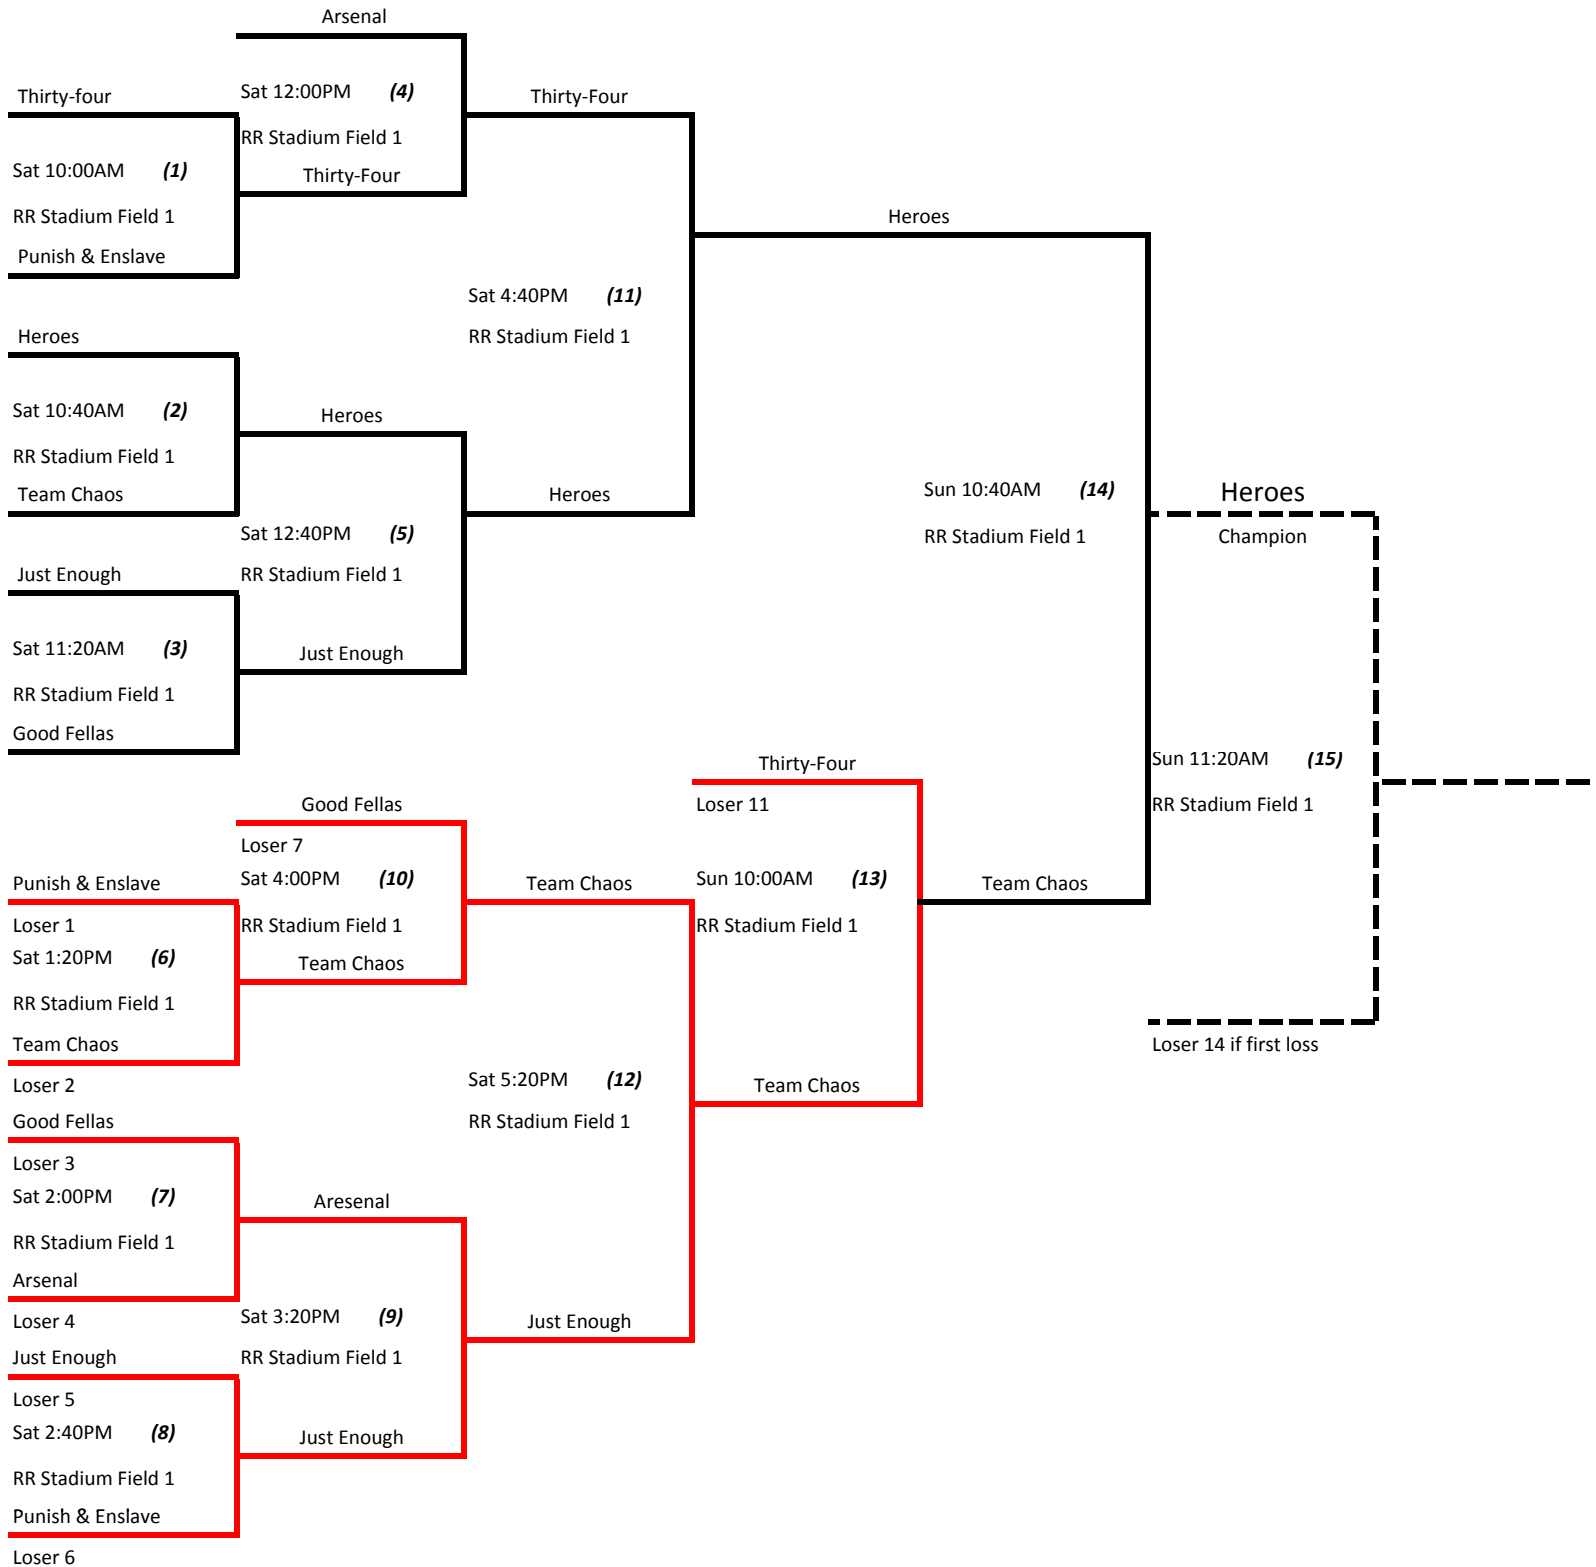 Arsenal
Thirty-four
Sat 12:00PM (4)
Thirty-Four
RR Stadium Field 1
Sat 10:00AM (1)
Thirty-Four
RR Stadium Field 1
Heroes
Punish & Enslave
Sat 4:40PM (11)
Heroes
RR Stadium Field 1
Sat 10:40AM (2)
Heroes
RR Stadium Field 1
Team Chaos
Heroes
Sun 10:40AM (14)
Heroes
Sat 12:40PM (5)
RR Stadium Field 1
Champion
Just Enough
RR Stadium Field 1
Sat 11:20AM (3)
Just Enough
RR Stadium Field 1
Good Fellas
Thirty-Four
Sun 11:20AM (15)
Good Fellas
Loser 11
RR Stadium Field 1
Loser 7
Punish & Enslave
Sat 4:00PM (10)
Team Chaos
Sun 10:00AM (13)
Team Chaos
Loser 1
RR Stadium Field 1
RR Stadium Field 1
Sat 1:20PM (6)
Team Chaos
RR Stadium Field 1
Team Chaos
Loser 14 if first loss
Loser 2
Sat 5:20PM (12)
Team Chaos
Good Fellas
RR Stadium Field 1
Loser 3
Sat 2:00PM (7)
Aresenal
RR Stadium Field 1
Arsenal
Loser 4
Sat 3:20PM (9)
Just Enough
Just Enough
RR Stadium Field 1
Loser 5
Sat 2:40PM (8)
Just Enough
RR Stadium Field 1
Punish & Enslave
Loser 6